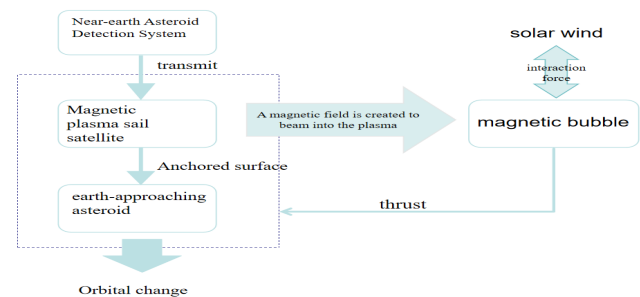 Near-earth Asteroid
Detection System
transmit
Magnetic
plasma sail
satellite
Anchored surface
earth-approaching
asteroid
Orbital change
A magnetic field is created to
beam into the plasma
solar wind
interaction
force
magnetic bubble
thrust